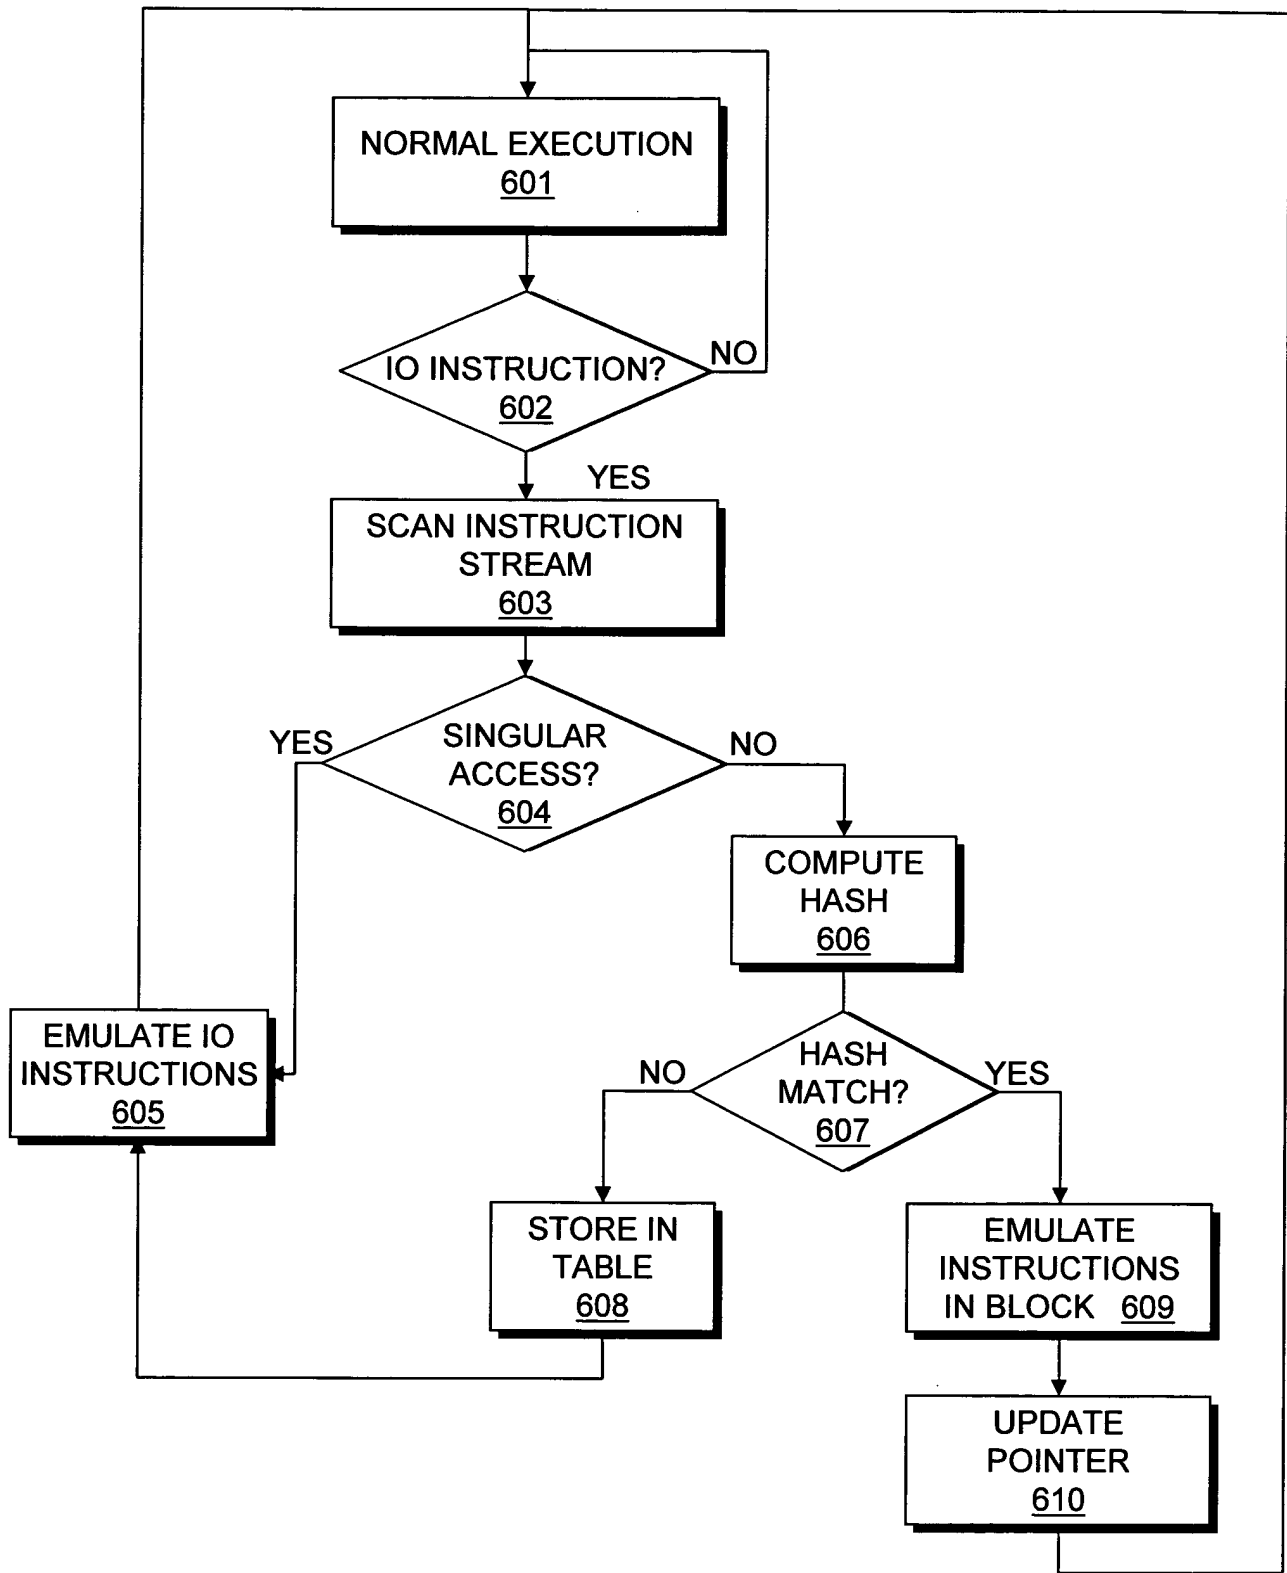 NORMAL EXECUTION
601
IO INSTRUCTION?
602
NO
YES
SCAN INSTRUCTION
STREAM
603
YES
SINGULAR
ACCESS?
604
NO
COMPUTE
HASH
606
EMULATE IO
INSTRUCTIONS
605
NO
HASH
MATCH?
607
YES
STORE IN
TABLE
608
EMULATE
INSTRUCTIONS
IN BLOCK 609
UPDATE
POINTER
610